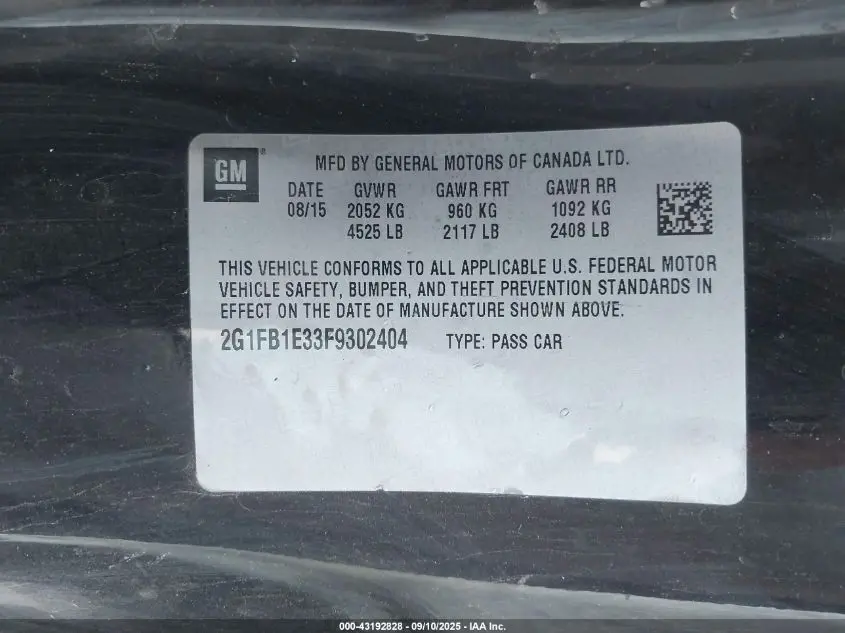 GM®
MFD BY GENERAL MOTORS OF CANADA LTD.
DATE GVWR GAWR FRT GAWR RR
08/15 2052 KG 960 KG 1092 KG
4525 LB 2117 LB 2408 LB
THIS VEHICLE CONFORMS TO ALL APPLICABLE U.S. FEDERAL MOTOR
VEHICLE SAFETY, BUMPER, AND THEFT PREVENTION STANDARDS IN
EFFECT ON THE DATE OF MANUFACTURE SHOWN ABOVE.
2G1FB1E33F9302404 TYPE: PASS CAR
000-43192828 - 09/10/2025 - IAA Inc.